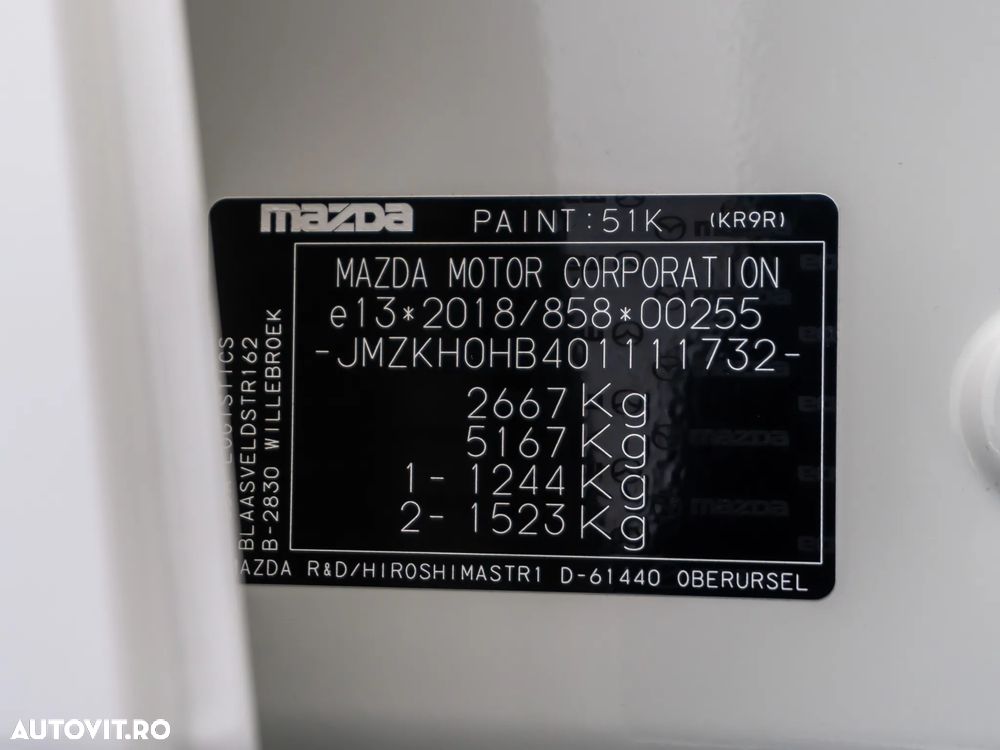 mazda PAINT:51K (KR9R)
MAZDA MOTOR CORPORATION
e13*2018/858*00255
-JMZKH0HB401111732-
2667Kg
5167Kg
1- 1244Kg
2- 1523Kg
BLAASVELDSTR162
B-2830 WILLEBROEK
MAZDA R&D/HIROSHIMASTR1 D-61440 OBERURSEL
AUTOVIT.RO